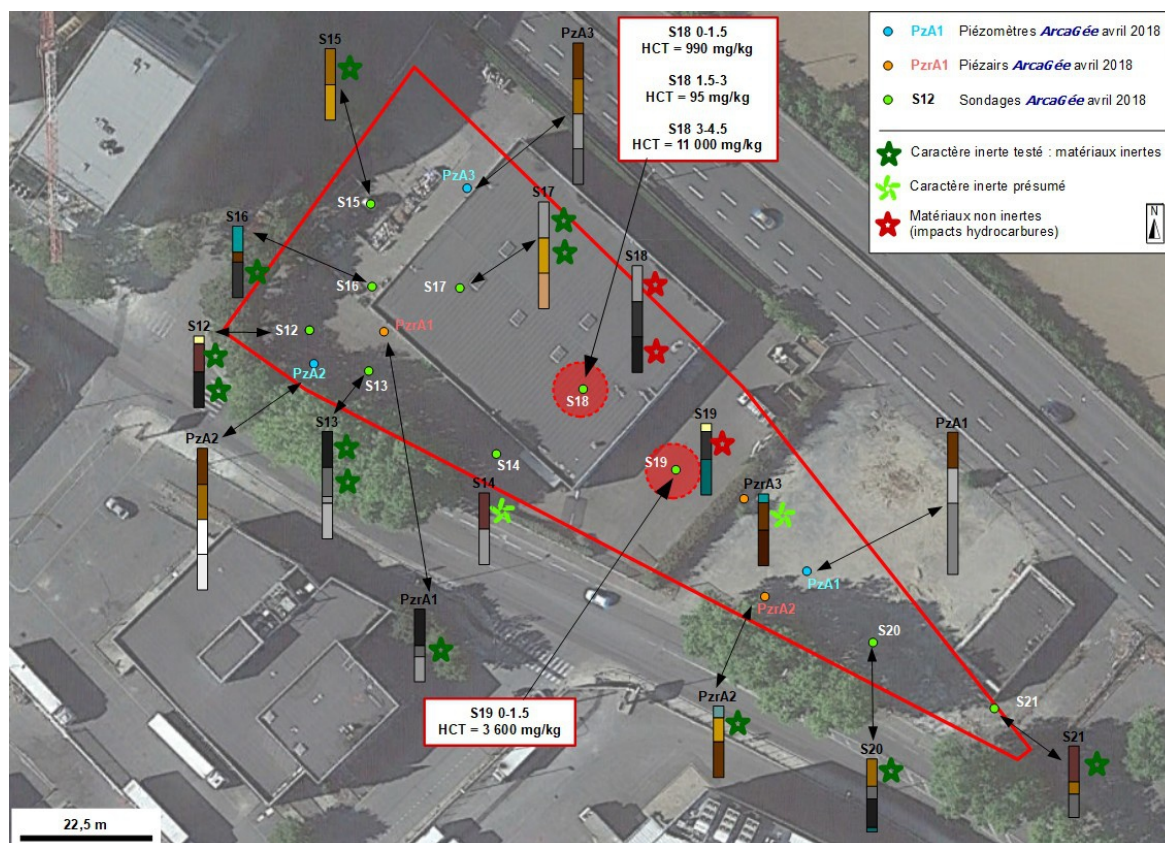 S15
PzA3
S18 0-1.5
HCT = 990 mg/kg
S18 1.5-3
HCT = 95 mg/kg
S18 3-4.5
HCT = 11 000 mg/kg
PzA1 Piézomètres ArcaGée avril 2018
PzrA1 Piézairs ArcaGée avril 2018
S12 Sondages ArcaGée avril 2018
Caractère inerte testé : matériaux inertes
Caractère inerte présumé
Matériaux non inertes
(impacts hydrocarbures)
N
PzA3
S17
S15
S16
S18
S16
S17
S12
S12
PzrA1
PzA2
S13
S18
S19
PzA1
PzA2
S13
S14
S19
S14
PzrA3
PzA1
PzrA2
PzrA1
S20
PzrA2
S21
S19 0-1.5
HCT = 3 600 mg/kg
S20
S21
22,5 m